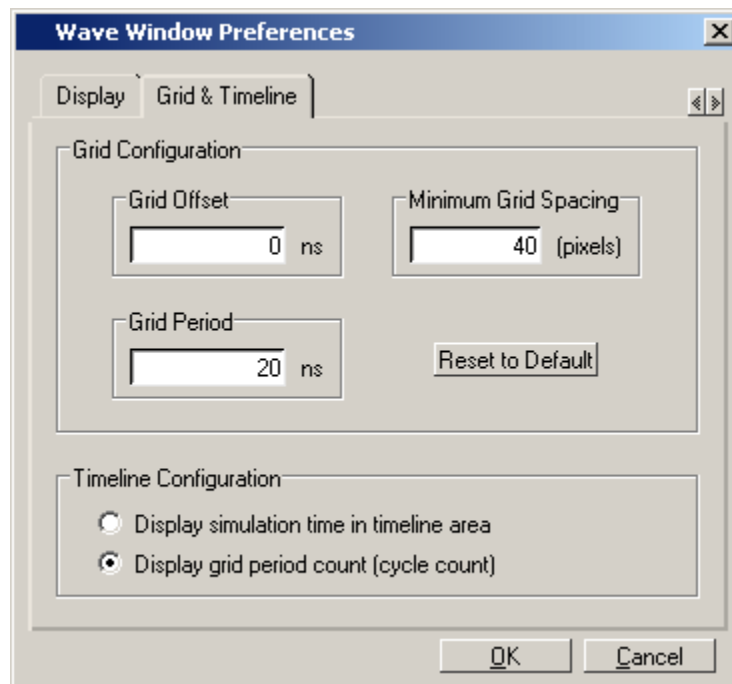 Wave Window Preferences
Display
Grid & Timeline
Grid Configuration
Grid Offset
0 ns
Minimum Grid Spacing
40 (pixels)
Grid Period
20 ns
Reset to Default
Timeline Configuration
Display simulation time in timeline area
Display grid period count (cycle count)
OK
Cancel